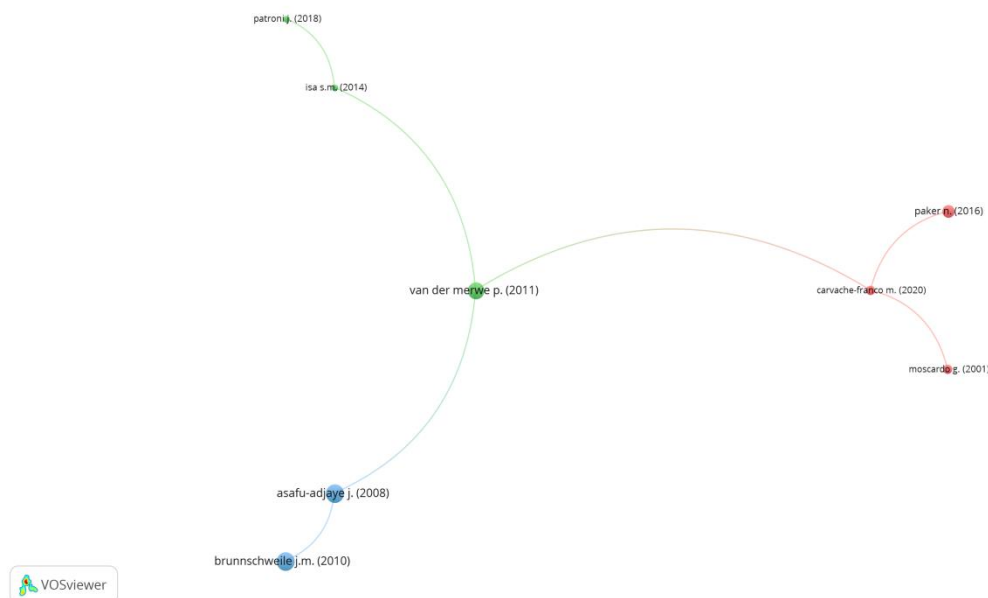 patroni j. (2018)
isa s.m. (2014)
paker n. (2016)
van der merwe p. (2011)
carvache-franco m. (2020)
moscardo g. (2001)
asafu-adjaye j. (2008)
brunnschweile j.m. (2010)
VOSviewer